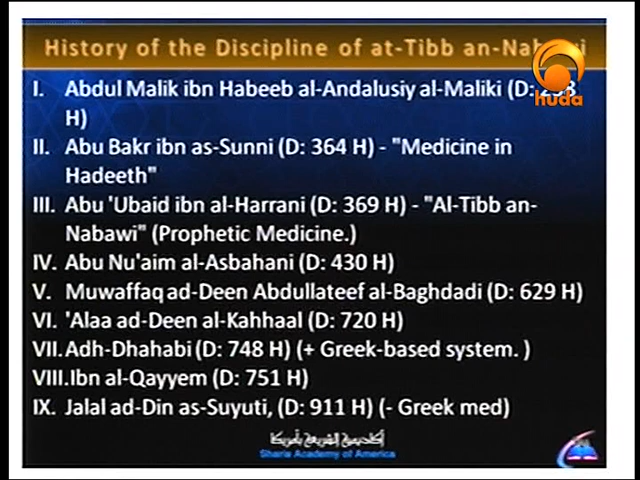 History of the Discipline of at-Tibb an-Nabawi
huda
I. Abdul Malik ibn Habeeb al-Andalusiy al-Maliki (D:
H)
II. Abu Bakr ibn as-Sunni (D: 364 H) - "Medicine in
Hadeeth"
III. Abu 'Ubaid ibn al-Harrani (D: 369 H) - "Al-Tibb an-
Nabawi" (Prophetic Medicine.)
IV. Abu Nu'aim al-Asbahani (D: 430 H)
V. Muwaffaq ad-Deen Abdullateef al-Baghdadi (D: 629 H)
VI. 'Alaa ad-Deen al-Kahhaal (D: 720 H)
VII. Adh-Dhahabi (D: 748 H) (+ Greek-based system. )
VIII. Ibn al-Qayyem (D: 751 H)
IX. Jalal ad-Din as-Suyuti, (D: 911 H) (- Greek med)
أكاديمية الشريعة بأمريكا
Sharia Academy of America